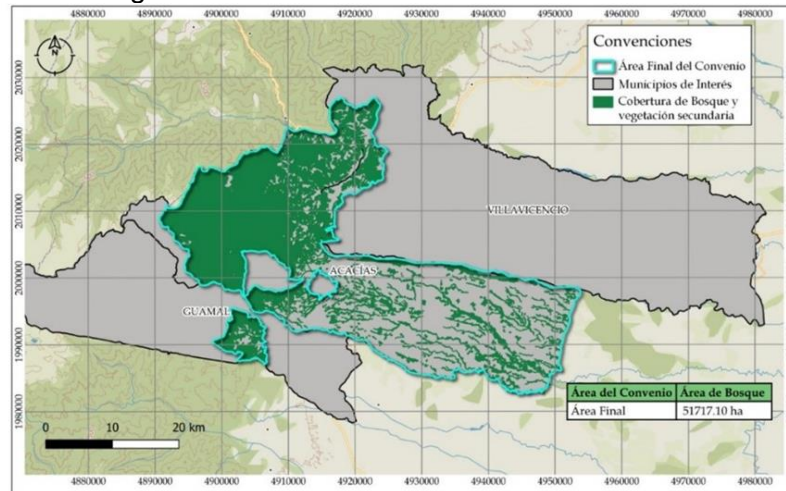 4880000 4890000 4900000 4910000 4920000 4930000 4940000 4950000 4960000 4970000 4980000
N
Convenciones
Área Final del Convenio
Municipios de Interés
Cobertura de Bosque y
vegetación secundaria
2030000
2020000
2010000
2000000
1990000
1980000
VILLAVICENCIO
ACACÍAS
GUAMAL
Área del Convenio Área de Bosque
Área Final 51717.10 ha
0 10 20 km
4880000 4890000 4900000 4910000 4920000 4930000 4940000 4950000 4960000 4970000 4980000